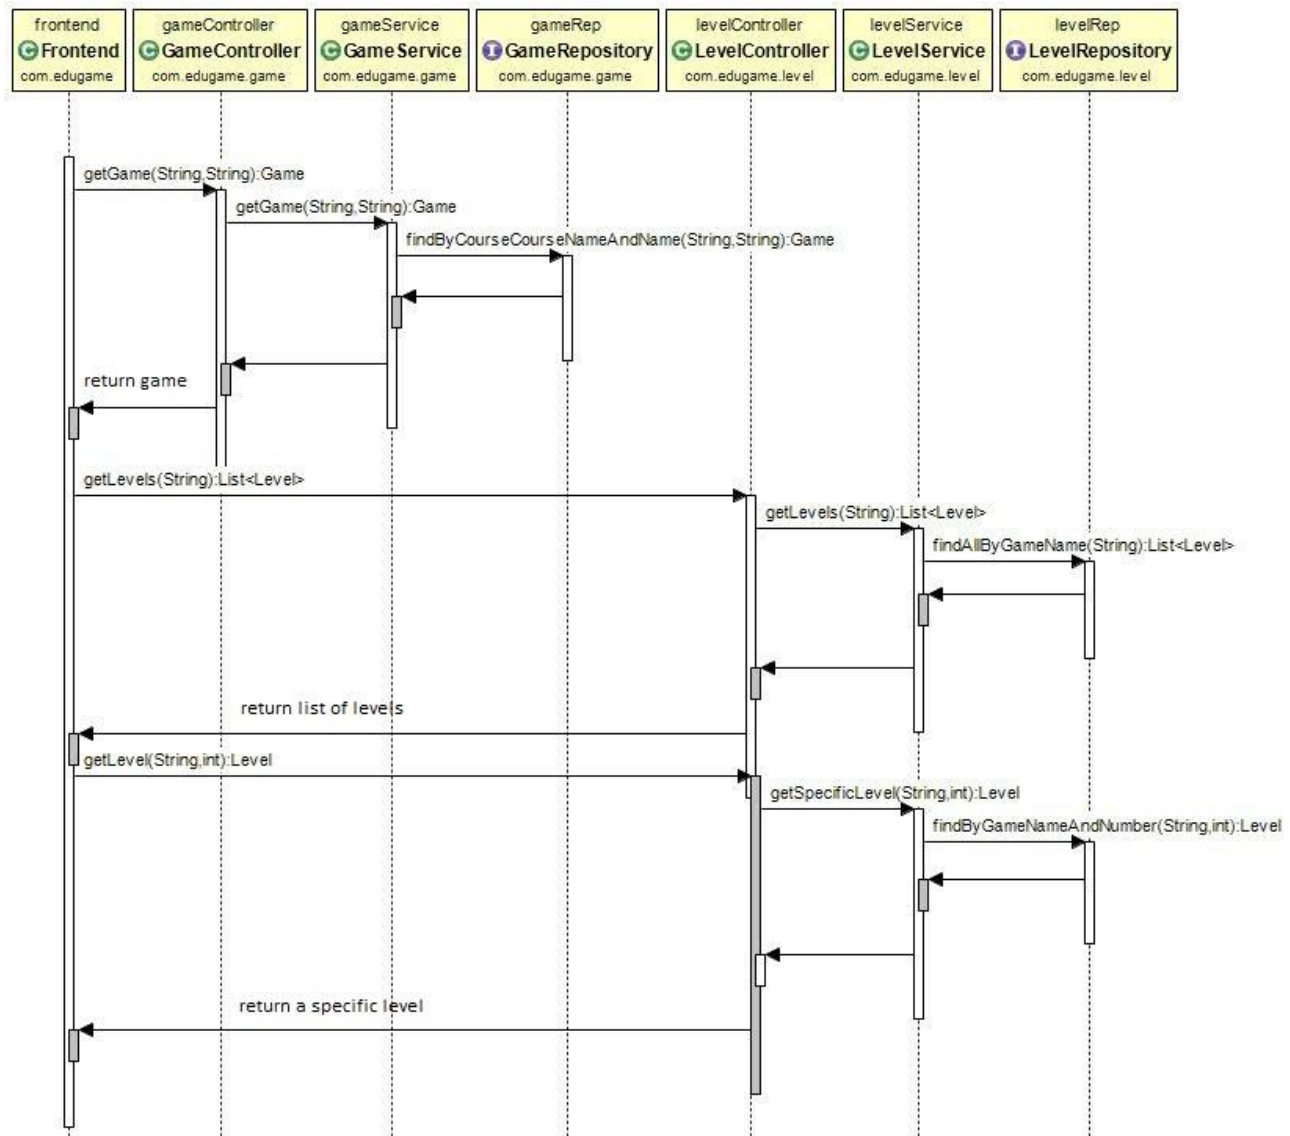 frontend
Frontend
com.edugame
gameController
GameController
com.edugame.game
gameService
GameService
com.edugame.game
gameRep
GameRepository
com.edugame.game
levelController
LevelController
com.edugame.level
levelService
LevelService
com.edugame.level
levelRep
LevelRepository
com.edugame.level
getGame(String,String):Game
getGame(String,String):Game
findByCourseCourseNameAndName(String,String):Game
return game
getLevels(String):List<Level>
getLevels(String):List<Level>
findAllByGameName(String):List<Level>
return list of levels
getLevel(String,int):Level
getSpecificLevel(String,int):Level
findByGameNameAndNumber(String,int):Level
return a specific level